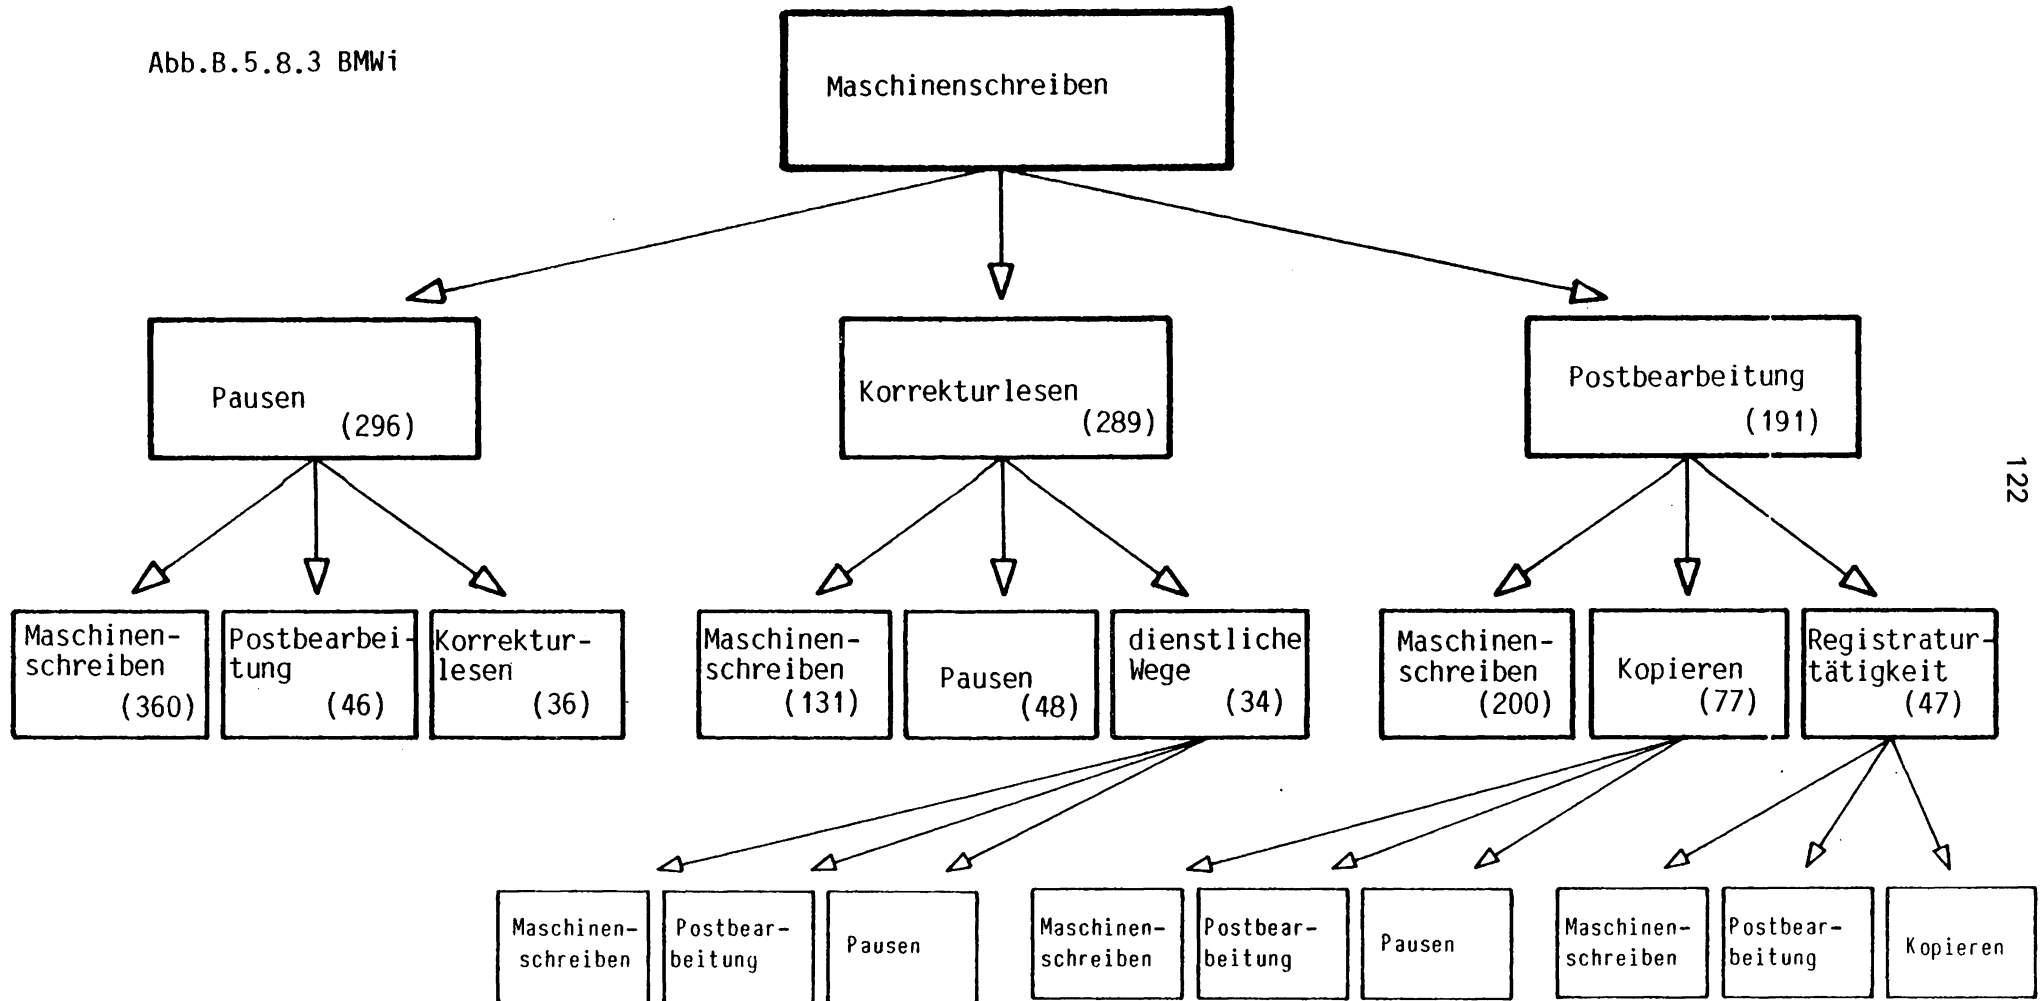 Abb.B.5.8.3 BMWi
Maschinenschreiben
Pausen
(296)
Korrekturlesen
(289)
Postbearbeitung
(191)
122
Maschinen-
schreiben
(360)
Postbearbei-
tung
(46)
Korrektur-
lesen
(36)
Maschinen-
schreiben
(131)
Pausen
(48)
dienstliche
Wege
(34)
Maschinen-
schreiben
(200)
Kopieren
(77)
Registratur-
tätigkeit
(47)
Maschinen-
schreiben
Postbear-
beitung
Pausen
Maschinen-
schreiben
Postbear-
beitung
Pausen
Maschinen-
schreiben
Postbear-
beitung
Kopieren